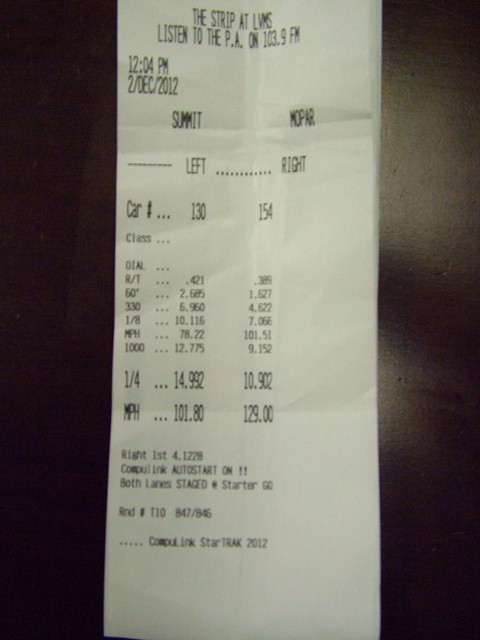 THE STRIP AT LVMS
LISTEN TO THE P.A. ON 103.9 FM
12:04 PM
2/DEC/2012
SUMMIT MOPAR
--------- LEFT ............ RIGHT
Car # ... 130 154
Class ...
DIAL ...
R/T ... .421 .389
60' ... 2.685 1.627
330 ... 6.960 4.622
1/8 ... 10.116 7.066
MPH ... 78.22 101.51
1000 ... 12.775 9.152
1/4 ... 14.992 10.902
MPH ... 101.80 129.00
Right 1st 4.1228
Compulink AUTOSTART ON !!
Both Lanes STAGED @ Starter GO
Rnd # T10 847/846
..... CompuLink StarTRAK 2012